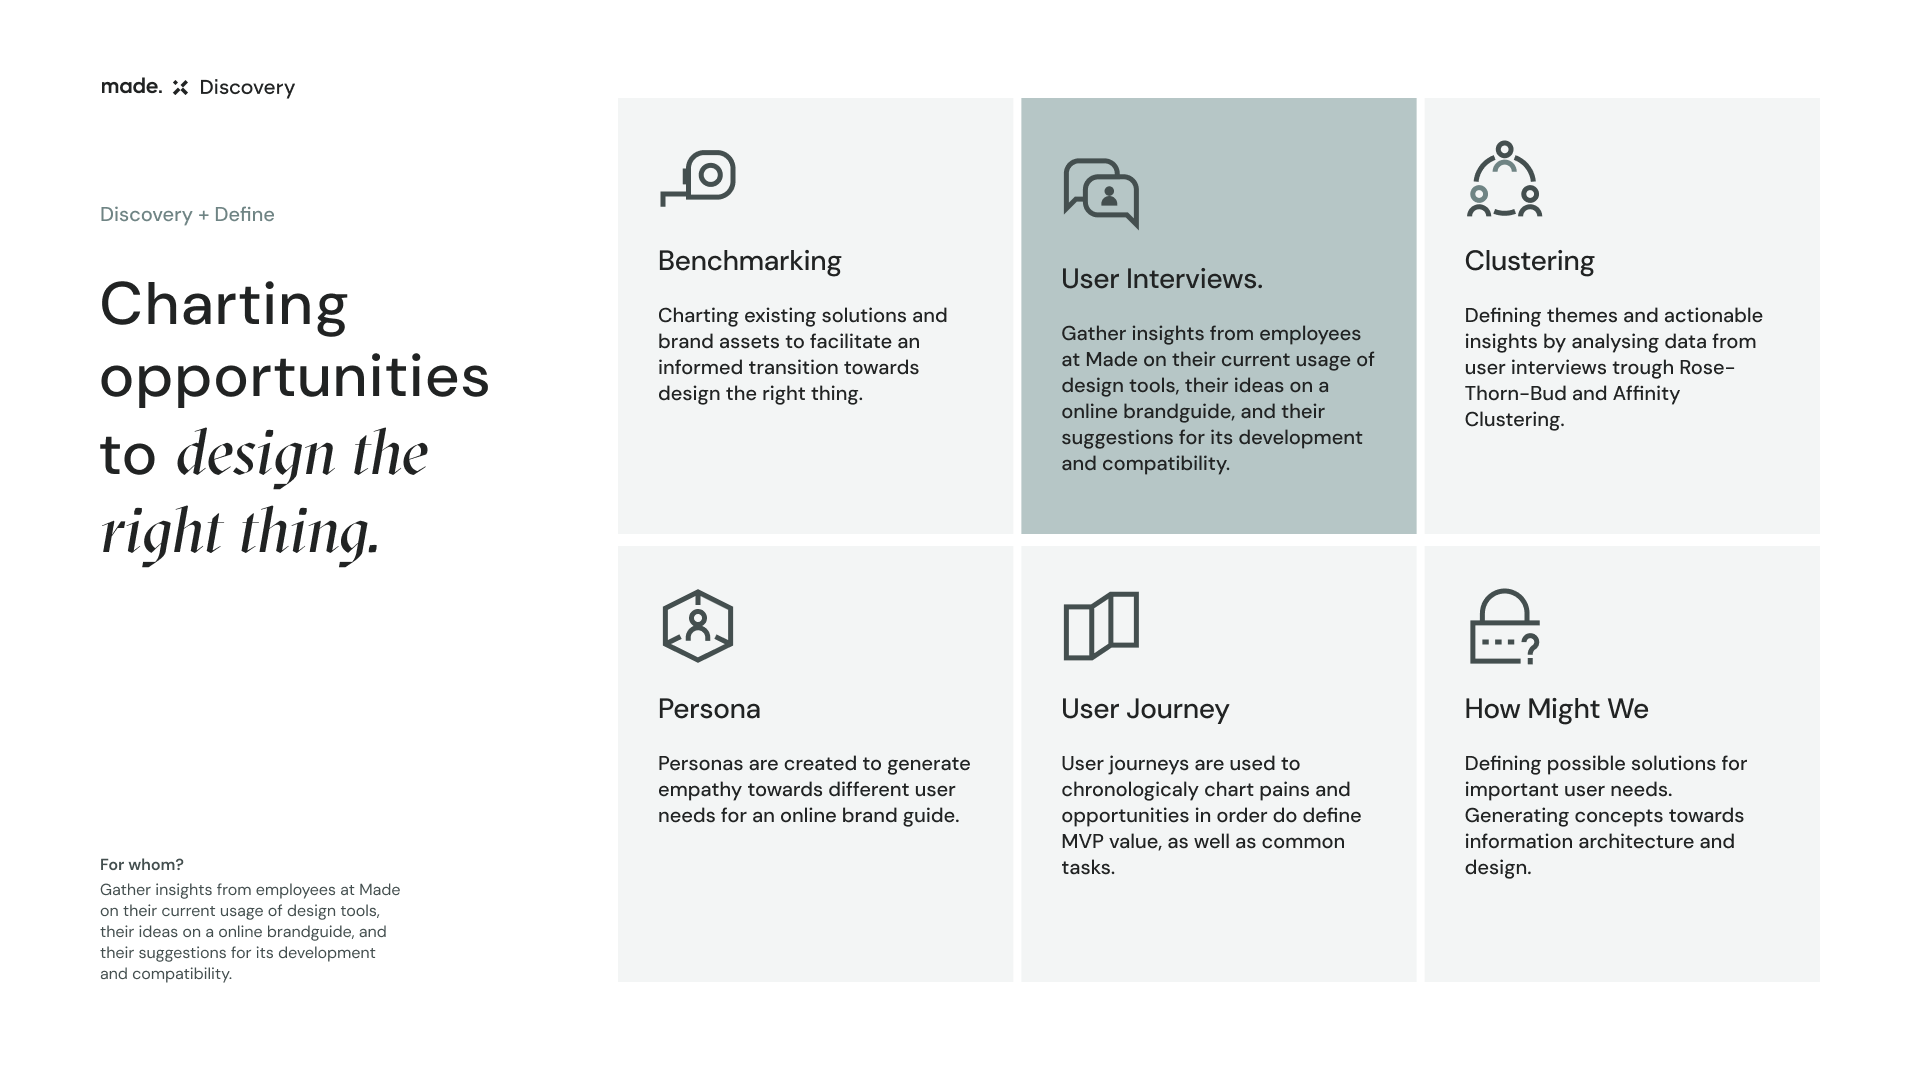 made. Discovery
Discovery + Define
Charting
opportunities
to design the
right thing.
For whom?
Gather insights from employees at Made
on their current usage of design tools,
their ideas on a online brandguide, and
their suggestions for its development
and compatibility.
Benchmarking
Charting existing solutions and
brand assets to facilitate an
informed transition towards
design the right thing.
User Interviews.
Gather insights from employees
at Made on their current usage of
design tools, their ideas on a
online brandguide, and their
suggestions for its development
and compatibility.
Clustering
Defining themes and actionable
insights by analysing data from
user interviews trough Rose-
Thorn-Bud and Affinity
Clustering.
Persona
Personas are created to generate
empathy towards different user
needs for an online brand guide.
User Journey
User journeys are used to
chronologicaly chart pains and
opportunities in order do define
MVP value, as well as common
tasks.
?
How Might We
Defining possible solutions for
important user needs.
Generating concepts towards
information architecture and
design.